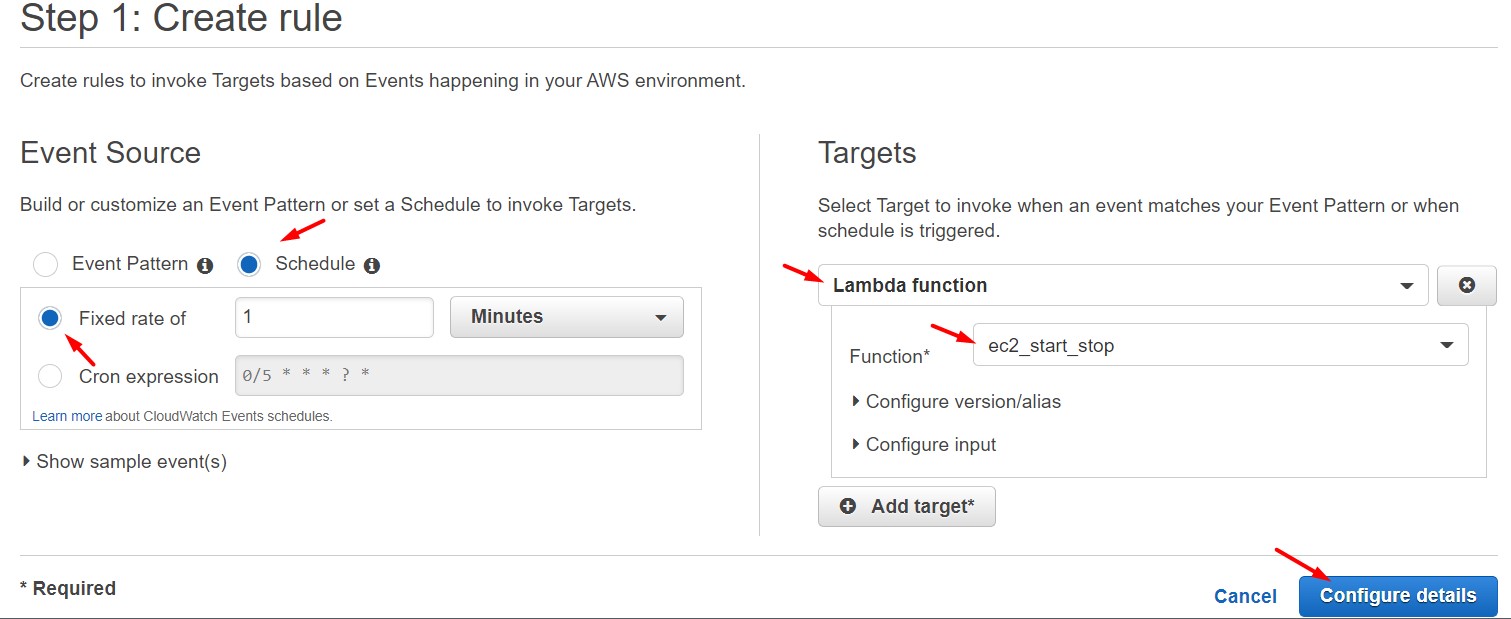 Step 1: Create rule
Create rules to invoke Targets based on Events happening in your AWS environment.
Event Source
Build or customize an Event Pattern or set a Schedule to invoke Targets.
Event Pattern
Schedule
Fixed rate of
1
Minutes
Cron expression
0/5 * * * ? *
Learn more about CloudWatch Events schedules.
Show sample event(s)
Targets
Select Target to invoke when an event matches your Event Pattern or when
schedule is triggered.
Lambda function
Function*
ec2_start_stop
Configure version/alias
Configure input
Add target*
* Required
Cancel
Configure details